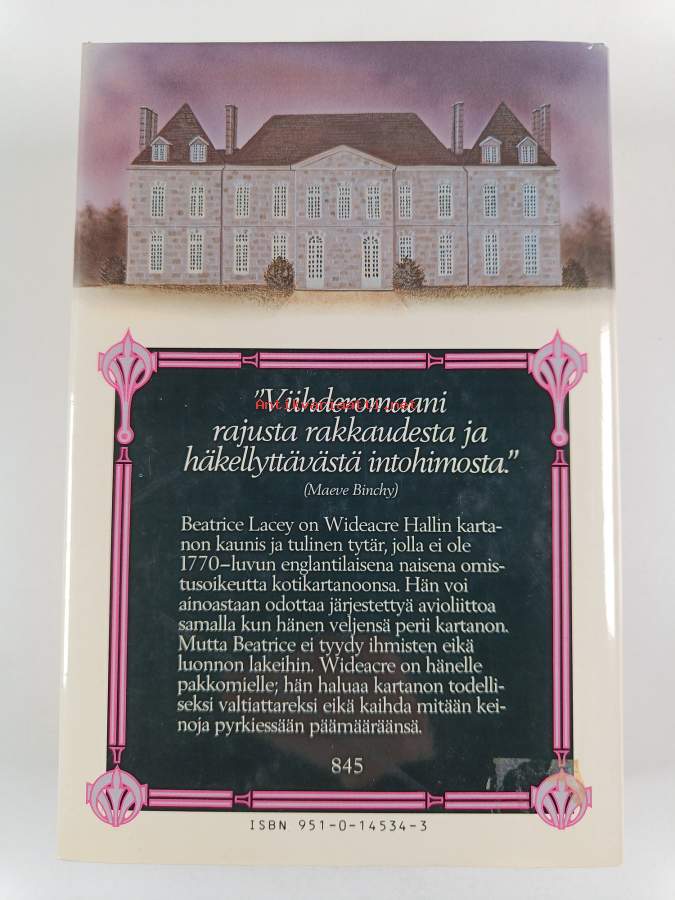 "Viihderomaani
Antikvariaatti.net
rajusta rakkaudesta ja
häkellyttävästä intohimosta."
(Maeve Binchy)
Beatrice Lacey on Wideacre Hallin karta-
non kaunis ja tulinen tytär, jolla ei ole
1770–luvun englantilaisena naisena omis-
tusoikeutta kotikartanoonsa. Hän voi
ainoastaan odottaa järjestettyä avioliittoa
samalla kun hänen veljensä perii kartanon.
Mutta Beatrice ei tyydy ihmisten eikä
luonnon lakeihin. Wideacre on hänelle
pakkomielle; hän haluaa kartanon todelli-
seksi valtiattareksi eikä kaihda mitään kei-
noja pyrkiessään päämääräänsä.
845
ISBN 951-0-14534-3